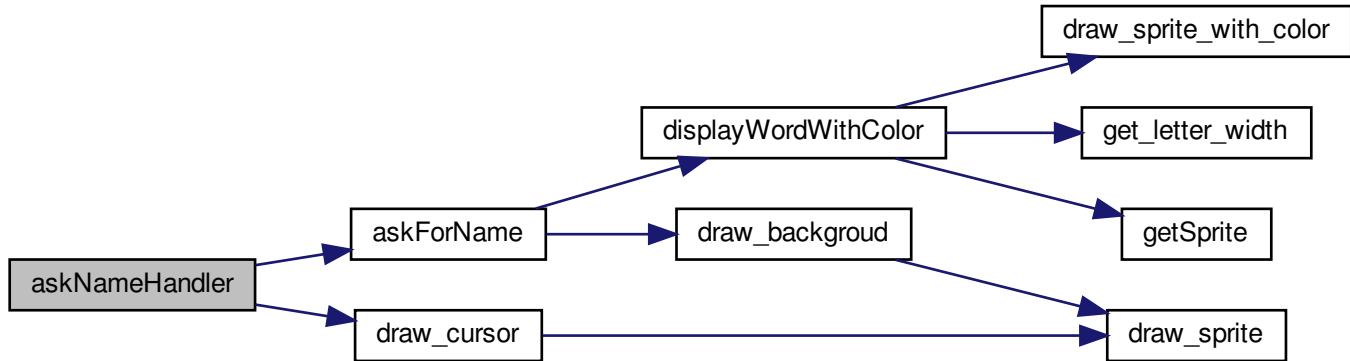 draw_sprite_with_color
displayWordWithColor
get_letter_width
askForName
draw_backgroud
getSprite
askNameHandler
draw_cursor
draw_sprite